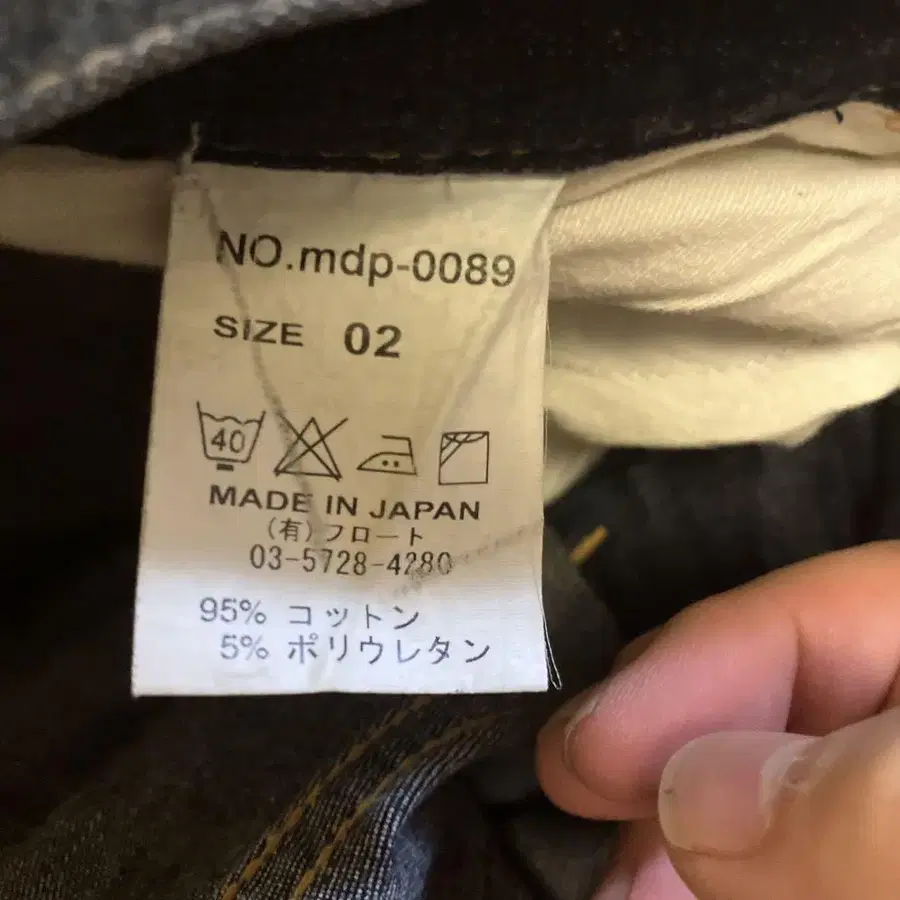 NO.mdp-0089
SIZE 02
40
MADE IN JAPAN
(有)フロート
03-5728-4280
95% コットン
5% ポリウレタン